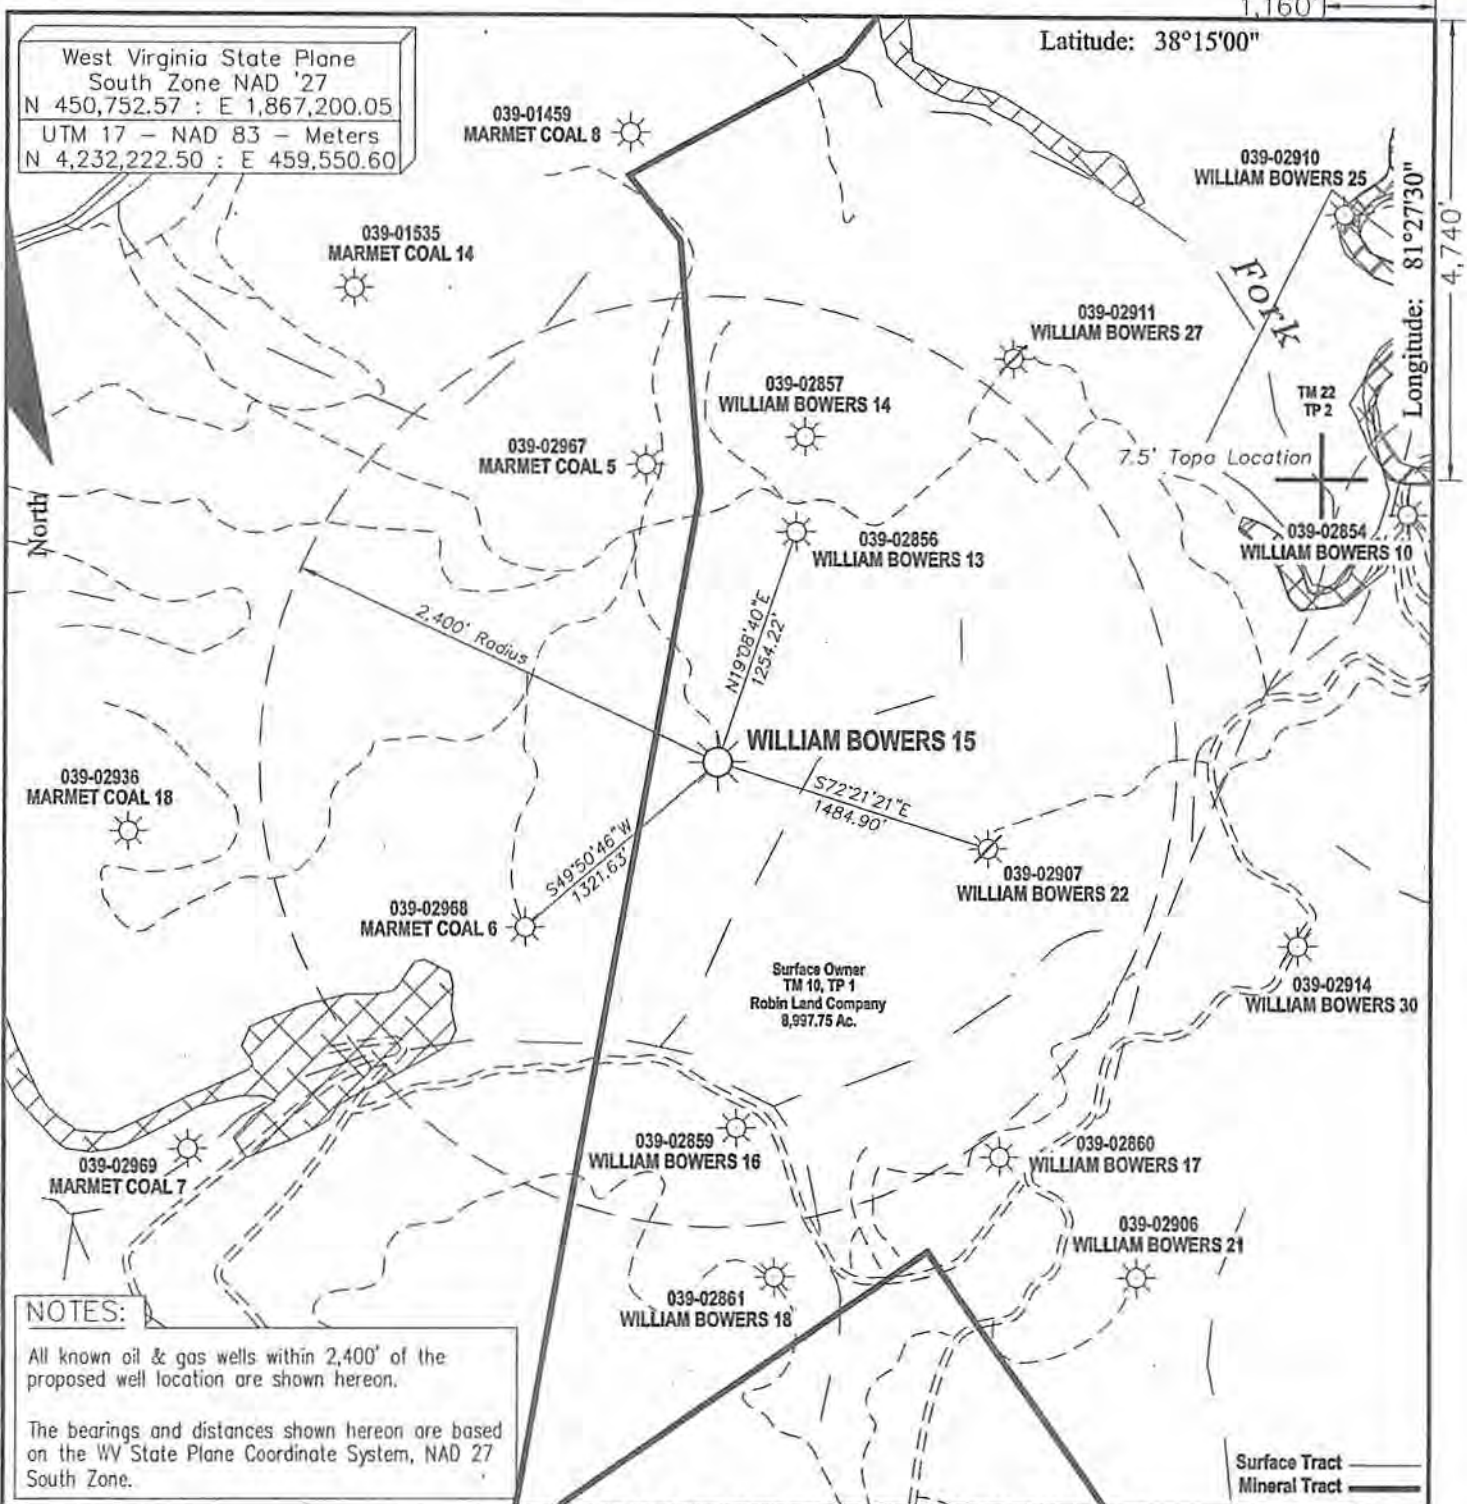 1,160'
West Virginia State Plane
South Zone NAD '27
N 450,752.57 : E 1,867,200.05
UTM 17 - NAD 83 - Meters
N 4,232,222.50 : E 459,550.60
Latitude: 38°15'00"
039-01459
MARMET COAL 8
039-02910
WILLIAM BOWERS 25
Longitude: 81°27'30"
4,740'
039-01535
MARMET COAL 14
Fork
039-02911
WILLIAM BOWERS 27
039-02857
WILLIAM BOWERS 14
TM 22
TP 2
039-02967
MARMET COAL 5
7.5' Topo Location
North
039-02856
WILLIAM BOWERS 13
039-02854
WILLIAM BOWERS 10
2,400' Radius
N19°08'40"E
1254.22'
WILLIAM BOWERS 15
039-02936
MARMET COAL 18
S72°21'21"E
1484.90'
S49°50'46"W
1321.63'
039-02907
WILLIAM BOWERS 22
039-02968
MARMET COAL 6
Surface Owner
TM 10, TP 1
Robin Land Company
8,997.75 Ac.
039-02914
WILLIAM BOWERS 30
039-02859
WILLIAM BOWERS 16
039-02860
WILLIAM BOWERS 17
039-02969
MARMET COAL 7
039-02906
WILLIAM BOWERS 21
039-02861
WILLIAM BOWERS 18
NOTES:
All known oil & gas wells within 2,400' of the
proposed well location are shown hereon.
The bearings and distances shown hereon are based
on the WV State Plane Coordinate System, NAD 27
South Zone.
Surface Tract
Mineral Tract